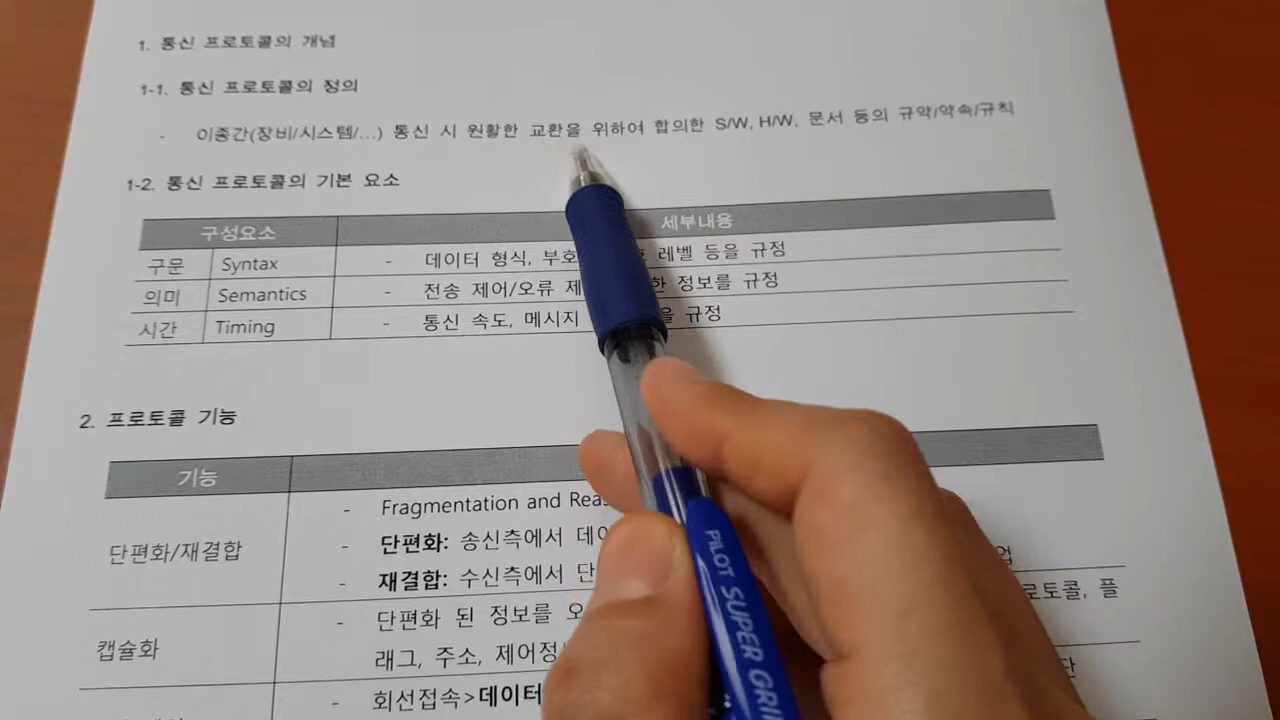 1. 통신 프로토콜의 개념
1-1. 통신 프로토콜의 정의
- 이종간(장비/시스템/...) 통신 시 원활한 교환을 위하여 합의한 S/W, H/W, 문서 등의 규약/약속/규칙
1-2. 통신 프로토콜의 기본 요소
구성요소 세부내용
구문 Syntax - 데이터 형식, 부호 레벨 등을 규정
의미 Semantics - 전송 제어/오류 정보를 규정
시간 Timing - 통신 속도, 메시지 규정
2. 프로토콜 기능
기능
- Fragmentation and
단편화/재결합 - 단편화: 송신측에서
- 재결합: 수신측에서
캡슐화 - 단편화 된 정보를 플
래그, 주소,
- 회선접속>데이터
PILOT SUPER GRIP